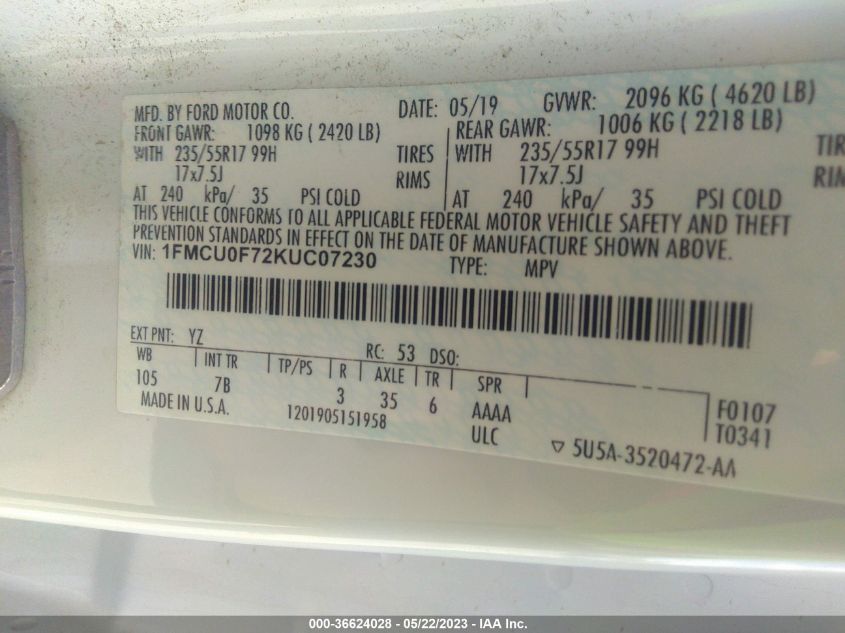 MFD. BY FORD MOTOR CO. DATE: 05/19 GVWR: 2096 KG ( 4620 LB)
FRONT GAWR: 1098 KG ( 2420 LB) REAR GAWR: 1006 KG ( 2218 LB)
WITH 235/55R17 99H TIRES WITH 235/55R17 99H TIR
17x7.5J RIMS 17x7.5J RIM
AT 240 kPa/ 35 PSI COLD AT 240 kPa/ 35 PSI COLD
THIS VEHICLE CONFORMS TO ALL APPLICABLE FEDERAL MOTOR VEHICLE SAFETY AND THEFT
PREVENTION STANDARDS IN EFFECT ON THE DATE OF MANUFACTURE SHOWN ABOVE.
VIN: 1FMCU0F72KUC07230 TYPE: MPV
EXT PNT: YZ RC: 53 DSO:
WB INT TR TP/PS R AXLE TR SPR
105 7B 3 35 6 AAAA F0107
MADE IN U.S.A. 1201905151958 ULC T0341
▽ 5U5A-3520472-AA
000-36624028 - 05/22/2023 - IAA Inc.